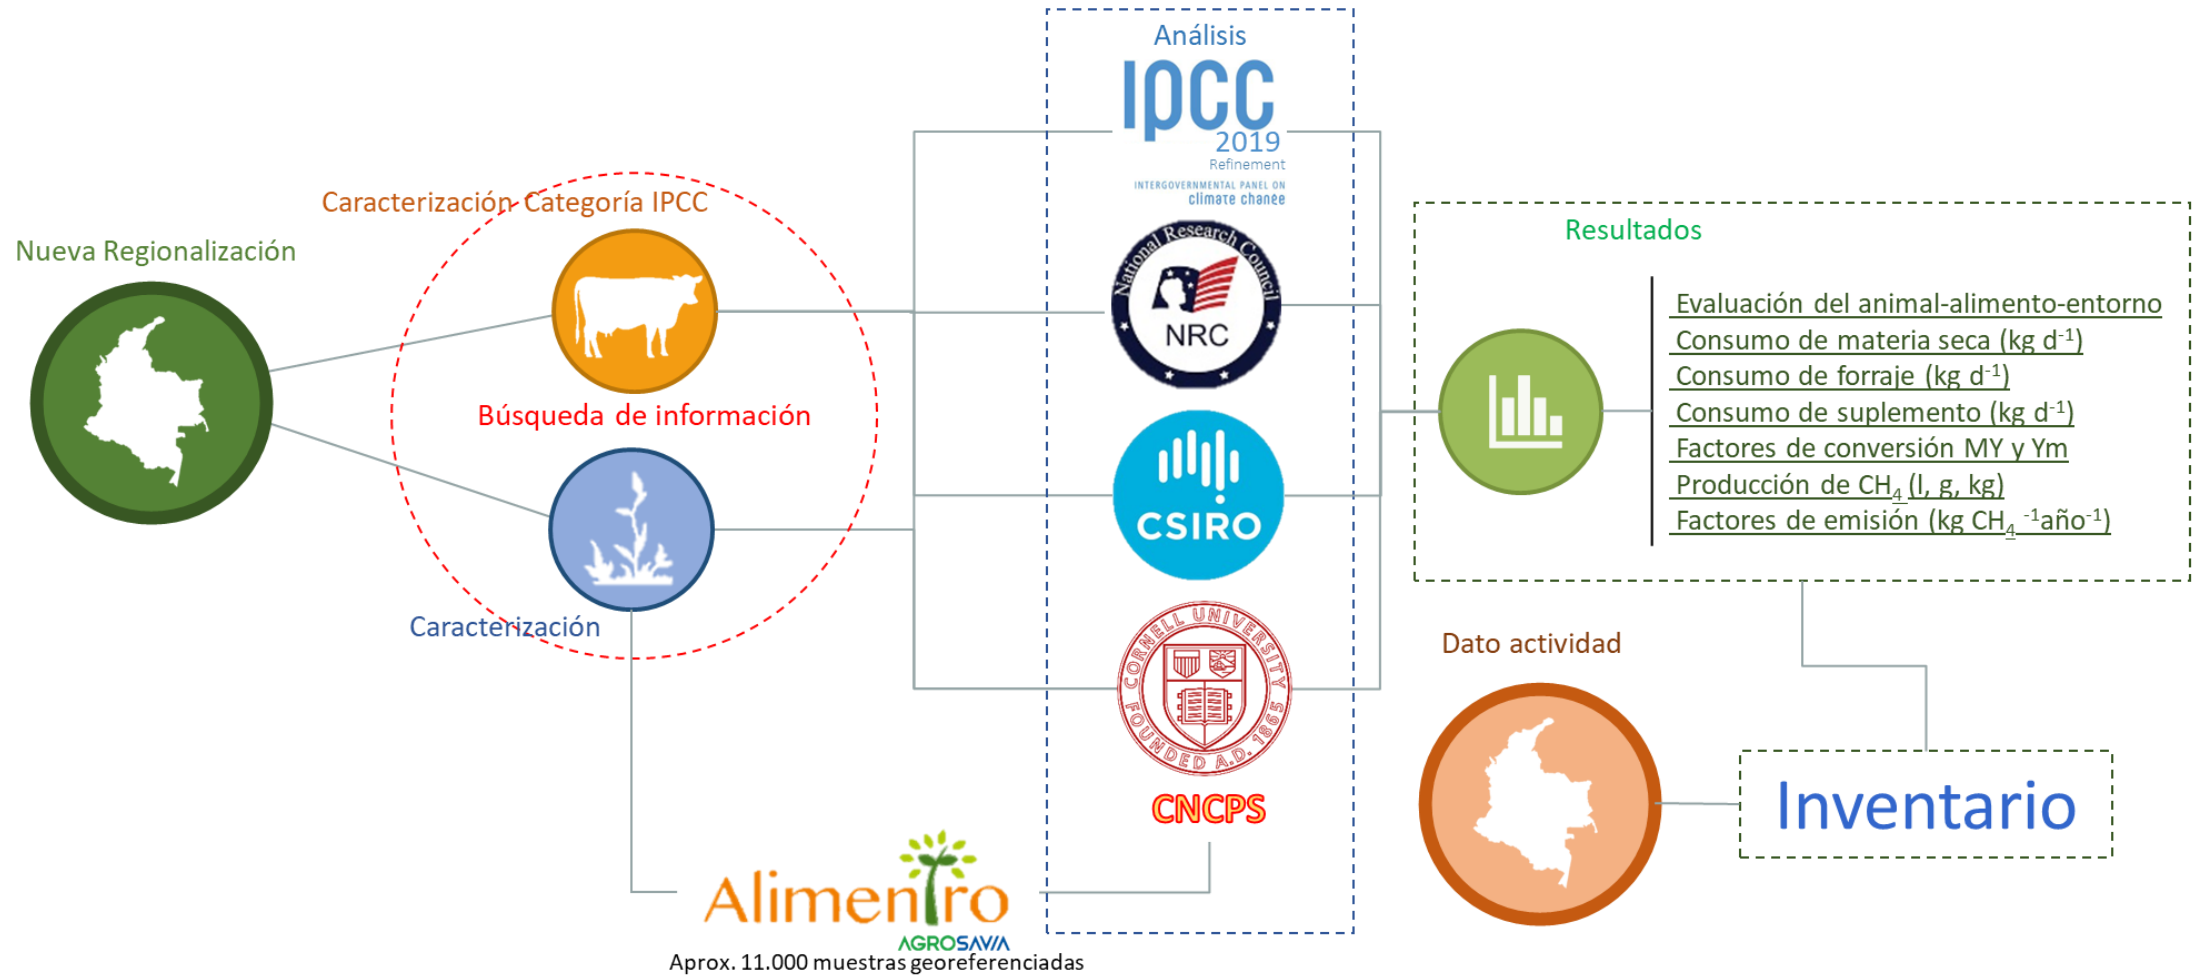 Nueva Regionalización
Caracterización Categoría IPCC
Búsqueda de información
Caracterización
Alimentro
AGROSAVIA
Aprox. 11.000 muestras georeferenciadas
Análisis
ipcc
2019
Refinement
INTERGOVERNMENTAL PANEL ON
climate change
National Research Council
NRC
CSIRO
CORNELL UNIVERSITY
FOUNDED A.D. 1865
CNCPS
Resultados
Evaluación del animal-alimento-entorno
Consumo de materia seca (kg d-1)
Consumo de forraje (kg d-1)
Consumo de suplemento (kg d-1)
Factores de conversión MY y Ym
Producción de CH4 (l, g, kg)
Factores de emisión (kg CH4 -1año-1)
Dato actividad
Inventario